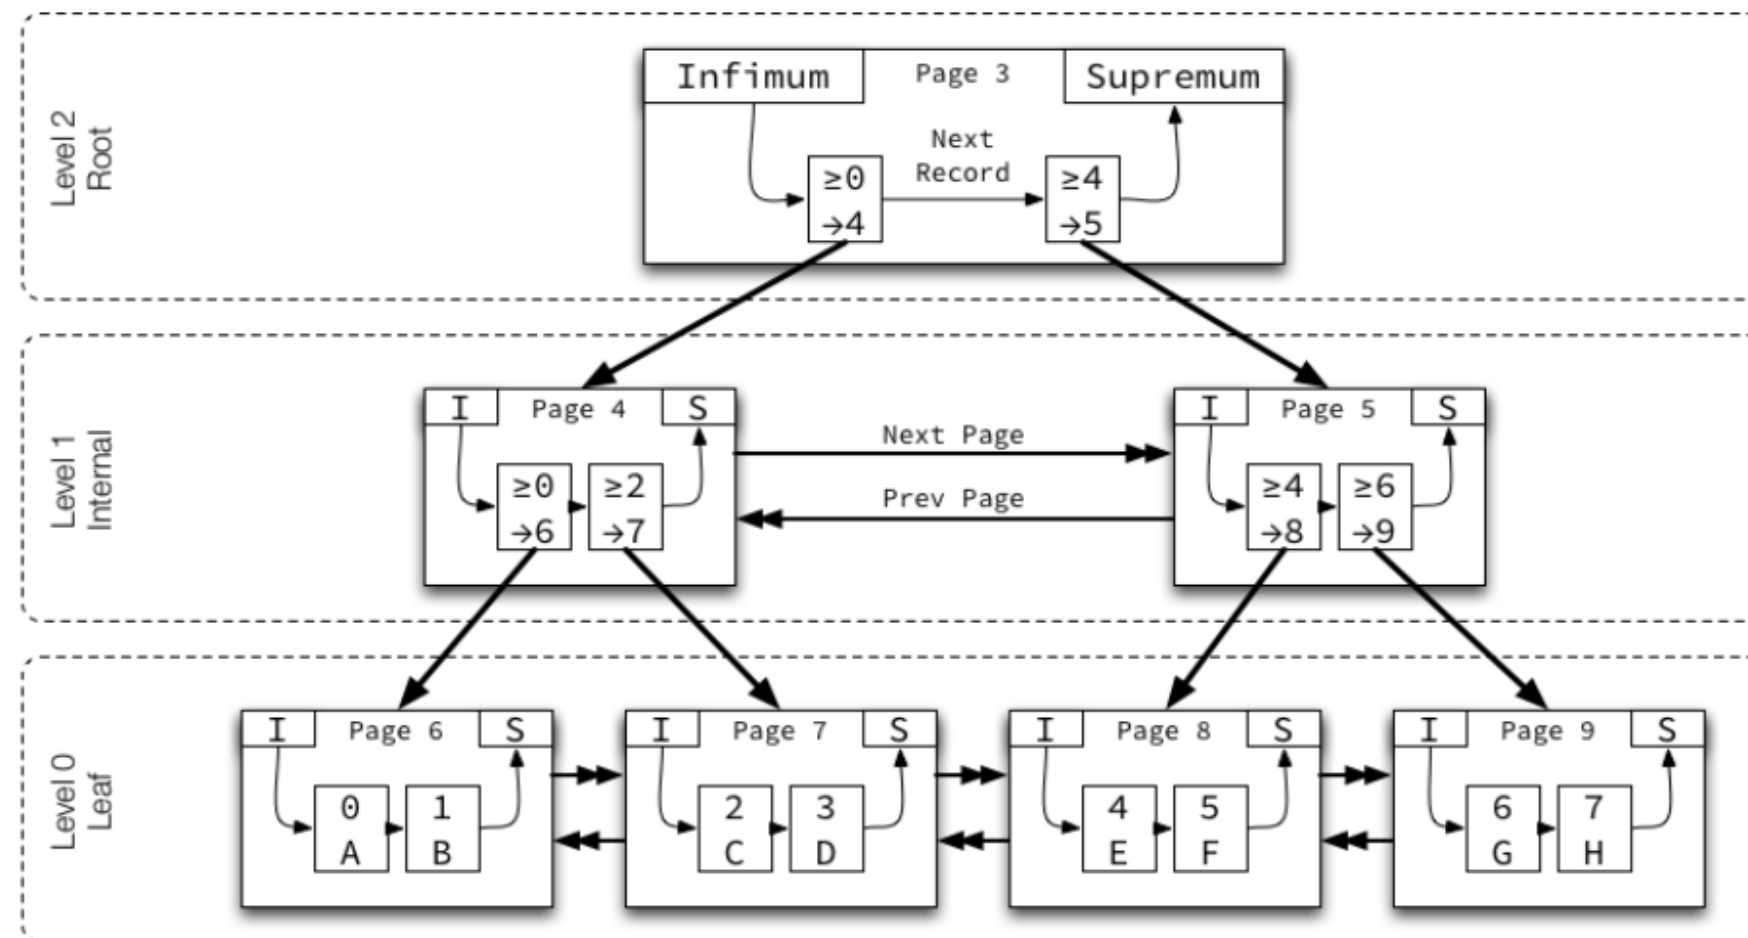 Level 2
Root
Infimum
Page 3
Supremum
Next
Record
≥0
→4
≥4
→5
Level 1
Internal
I
Page 4
S
≥0
→6
≥2
→7
Next Page
Prev Page
I
Page 5
S
≥4
→8
≥6
→9
Level 0
Leaf
I
Page 6
S
0
A
1
B
I
Page 7
S
2
C
3
D
I
Page 8
S
4
E
5
F
I
Page 9
S
6
G
7
H